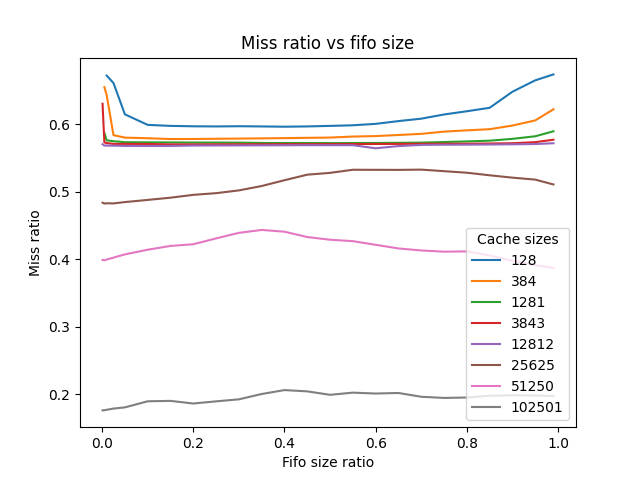 Miss ratio vs fifo size
Miss ratio
0.6
0.5
0.4
0.3
0.2
0.0 0.2 0.4 0.6 0.8 1.0
Fifo size ratio
Cache sizes
128
384
1281
3843
12812
25625
51250
102501